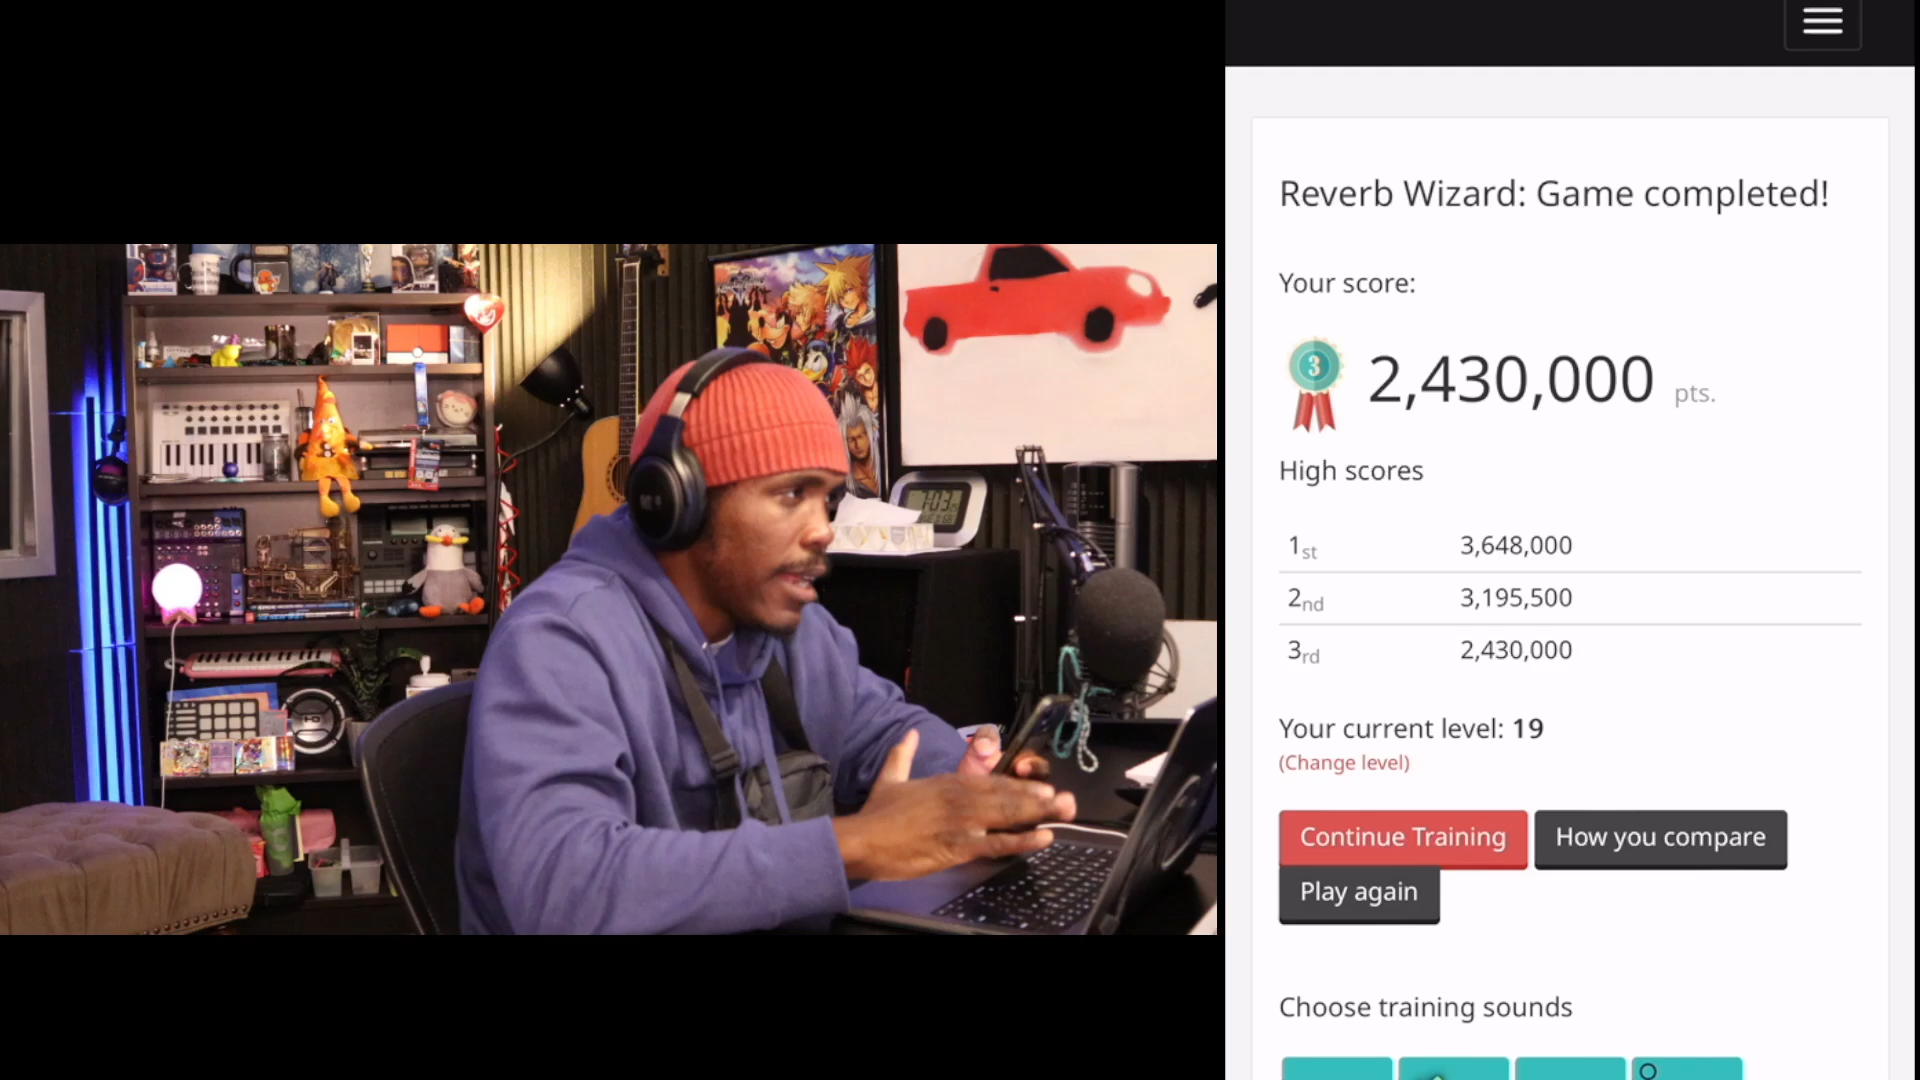 Reverb Wizard: Game completed!
Your score:
3
2,430,000 pts.
High scores
1st 3,648,000
2nd 3,195,500
3rd 2,430,000
Your current level: 19
(Change level)
Continue Training
How you compare
Play again
Choose training sounds
7:03